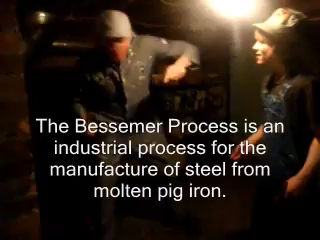 The Bessemer Process is an
industrial process for the
manufacture of steel from
molten pig iron.